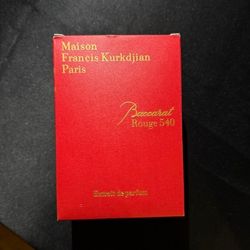 Maison
Francis Kurkdjian
Paris
Baccarat
Rouge 540
Extrait de parfum